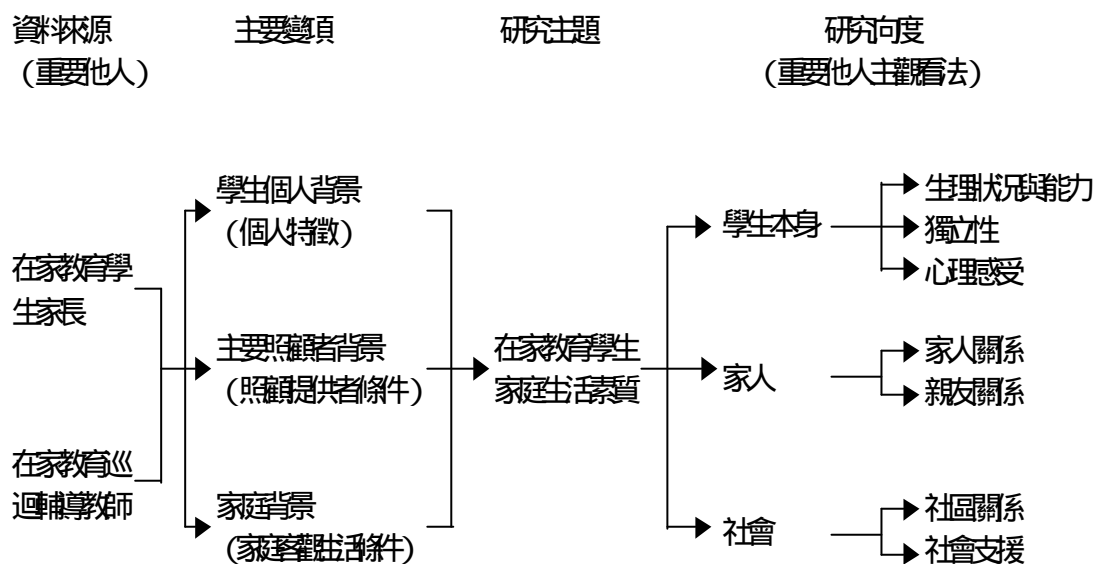 資料來源
主要變項
研究主題
研究向度
(重要他人)
(重要他人主觀看法)
在家教育學
生家長
在家教育巡
迴輔導教師
學生個人背景
(個人特徵)
主要照顧者背景
(照顧提供者條件)
家庭背景
(家庭客觀生活條件)
在家教育學生
家庭生活素質
學生本身
家人
社會
生理狀況與能力
獨立性
心理感受
家人關係
親友關係
社區關係
社會支援